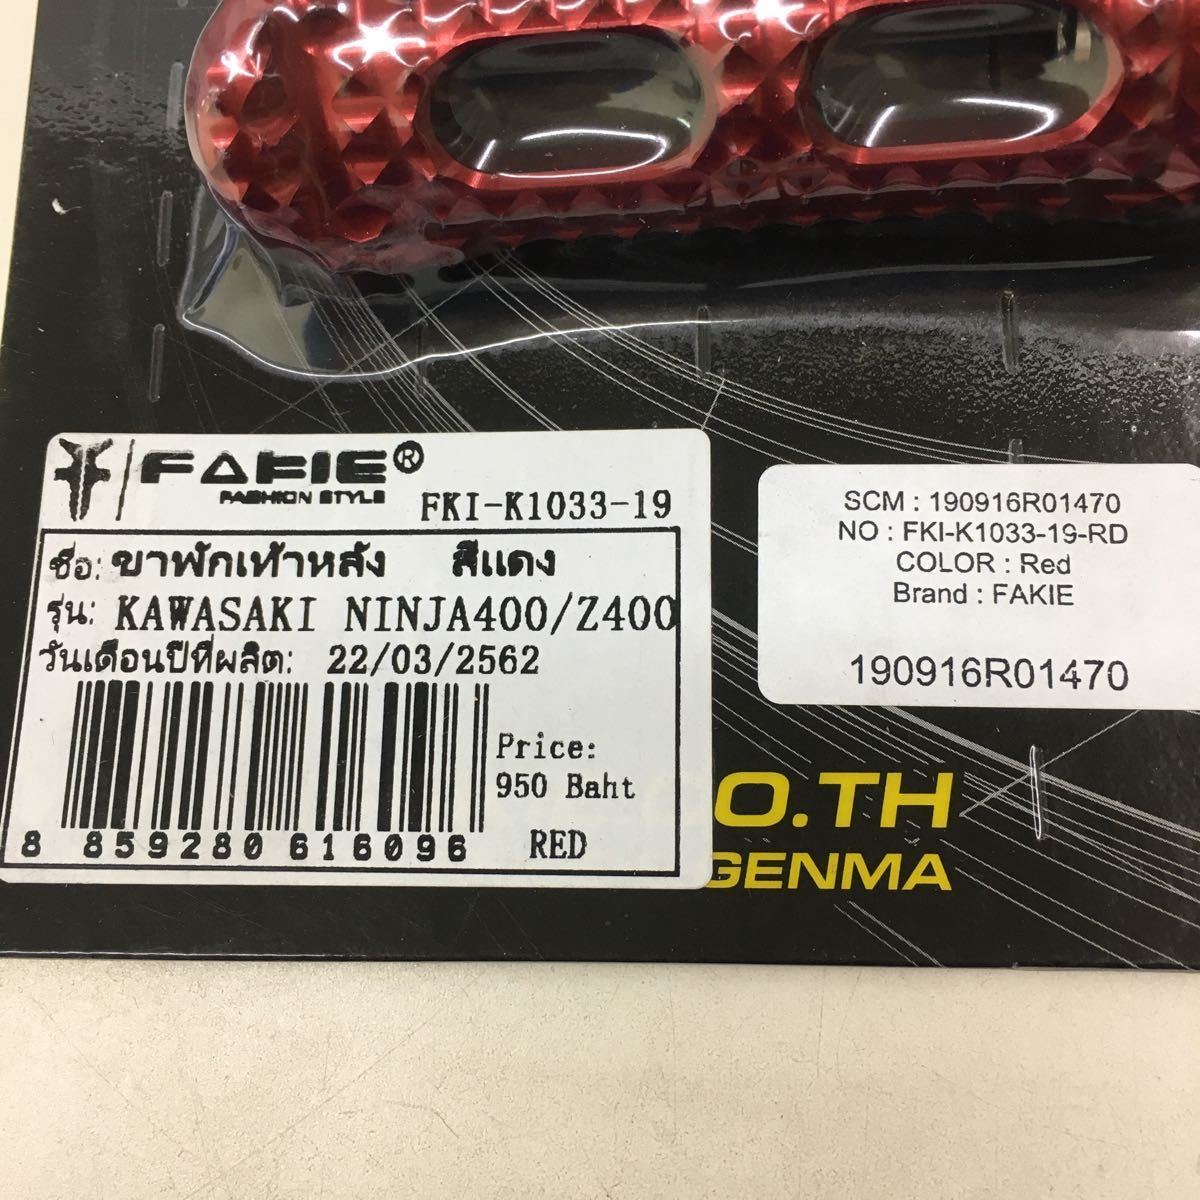 FAKIE®
FASHION STYLE
FKI-K1033-19
ชื่อ: ขาพักเท้าหลัง สีแดง
รุ่น: KAWASAKI NINJA400/Z400
วันเดือนปีที่ผลิต: 22/03/2562
Price:
950 Baht
8 859280 616096 RED
SCM : 190916R01470
NO : FKI-K1033-19-RD
COLOR : Red
Brand : FAKIE
190916R01470
O.TH
GENMA